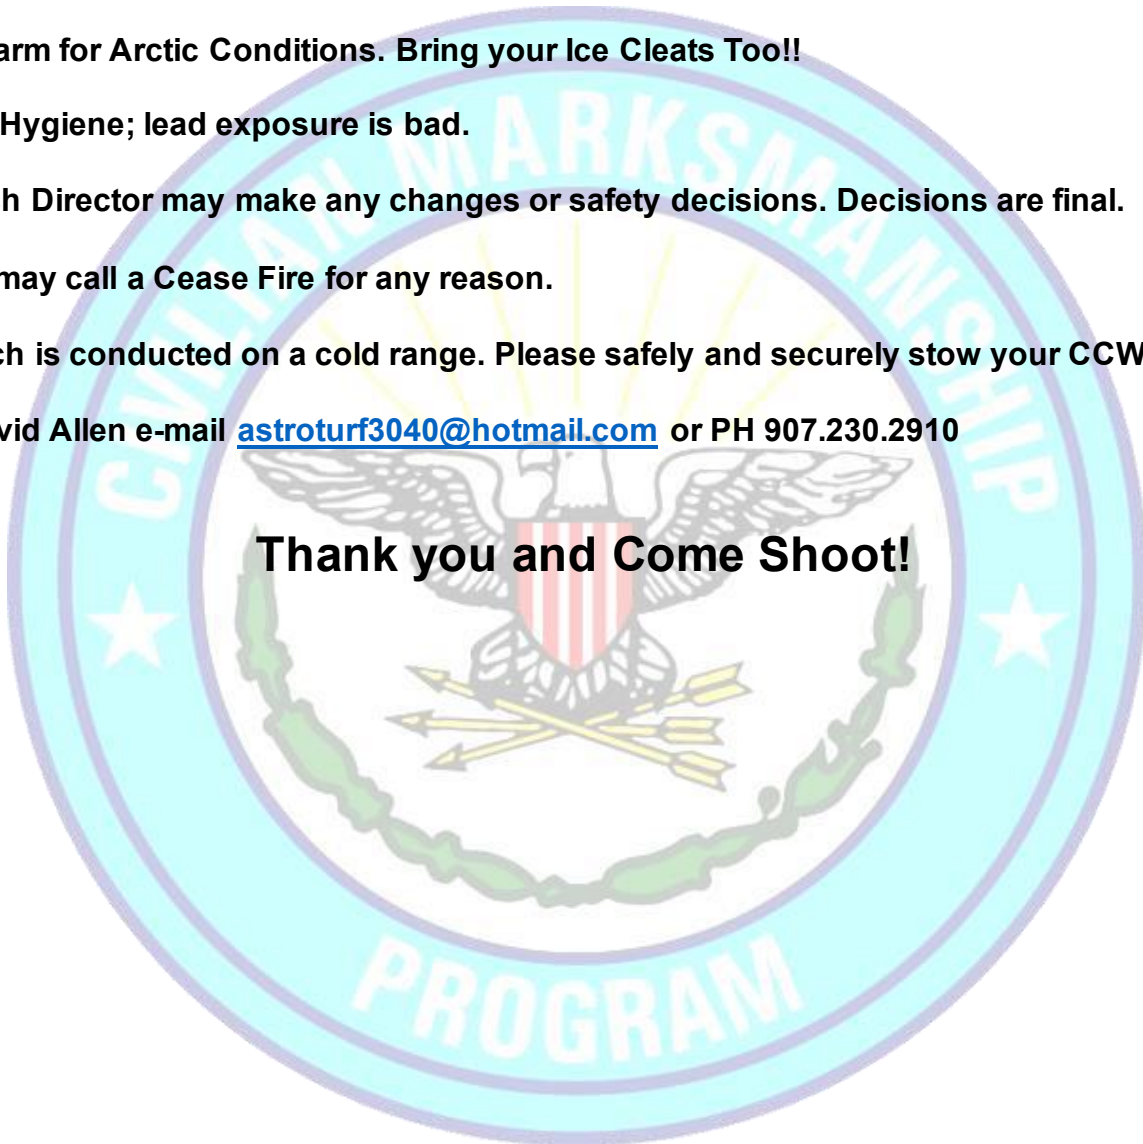 arm for Arctic Conditions. Bring your Ice Cleats Too!!
Hygiene; lead exposure is bad.
h Director may make any changes or safety decisions. Decisions are final.
may call a Cease Fire for any reason.
ch is conducted on a cold range. Please safely and securely stow your CCW
vid Allen e-mail astroturf3040@hotmail.com or PH 907.230.2910
Thank you and Come Shoot!
CIVILIAN MARKSMANSHIP
PROGRAM